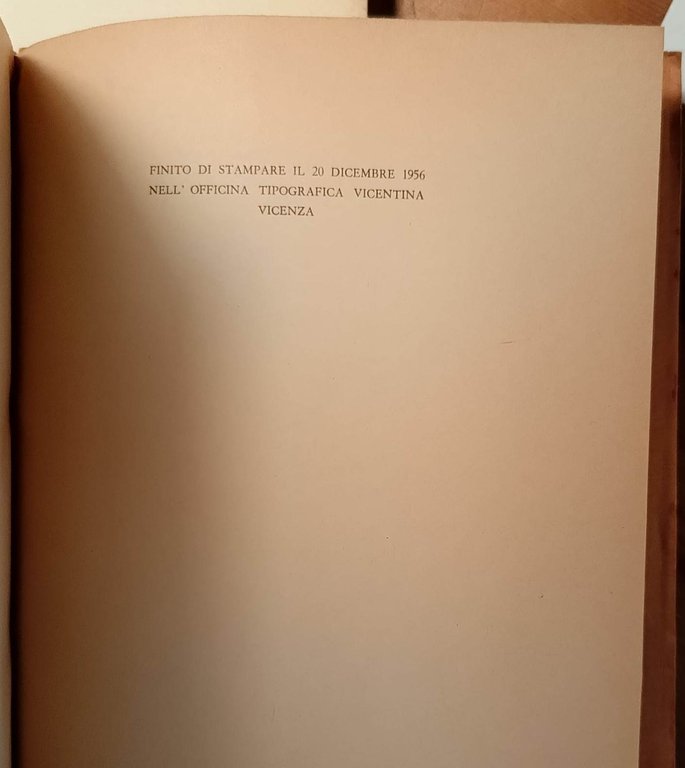 FINITO DI STAMPARE IL 20 DICEMBRE 1956
NELL' OFFICINA TIPOGRAFICA VICENTINA
VICENZA